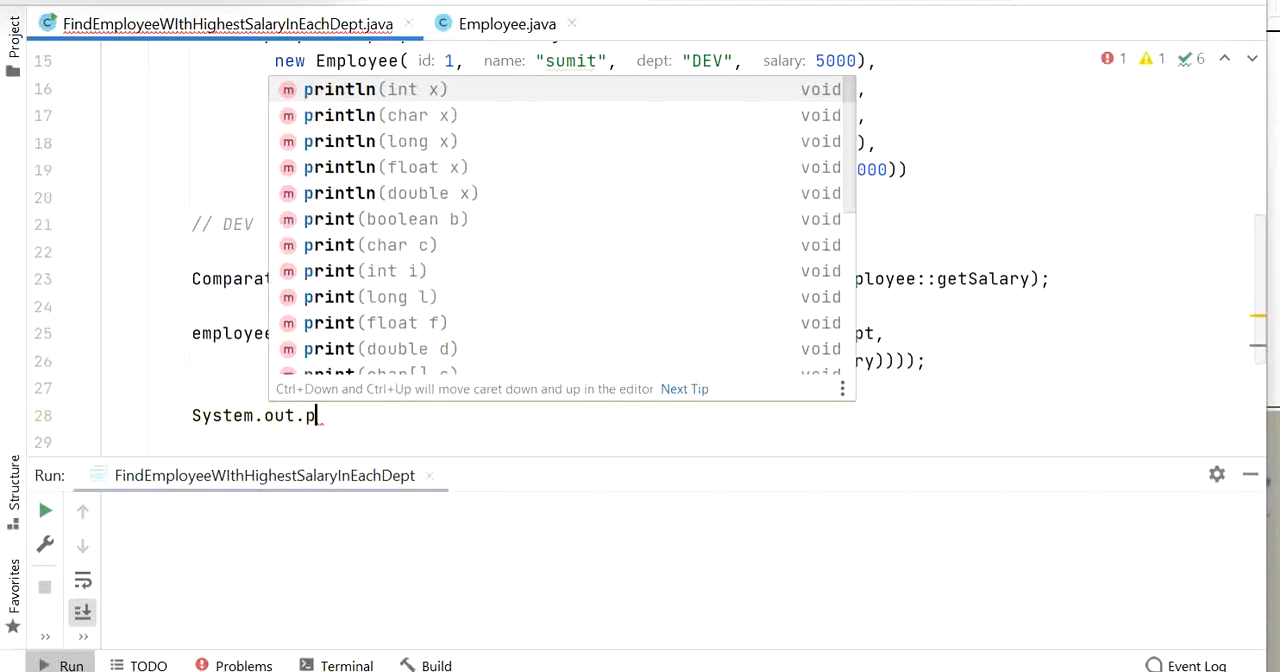 Project
FindEmployeeWIthHighestSalaryInEachDept.java
Employee.java
15 new Employee( id: 1, name: "sumit", dept: "DEV", salary: 5000),
1 1 6
16 println(int x) void ,
17 println(char x) void ,
18 println(long x) void ),
19 println(float x) void 000))
20 println(double x) void
print(boolean b) void
21 // DEV print(char c) void
22 print(int i) void
23 Comparat ployee::getSalary);
24 print(long l) void
print(float f) void
25 employee pt,
print(double d) void
26 ry))));
27 Ctrl+Down and Ctrl+Up will move caret down and up in the editor Next Tip
28 System.out.p
29
Structure
Favorites
Run: FindEmployeeWIthHighestSalaryInEachDept
Run TODO Problems Terminal Build Event Log